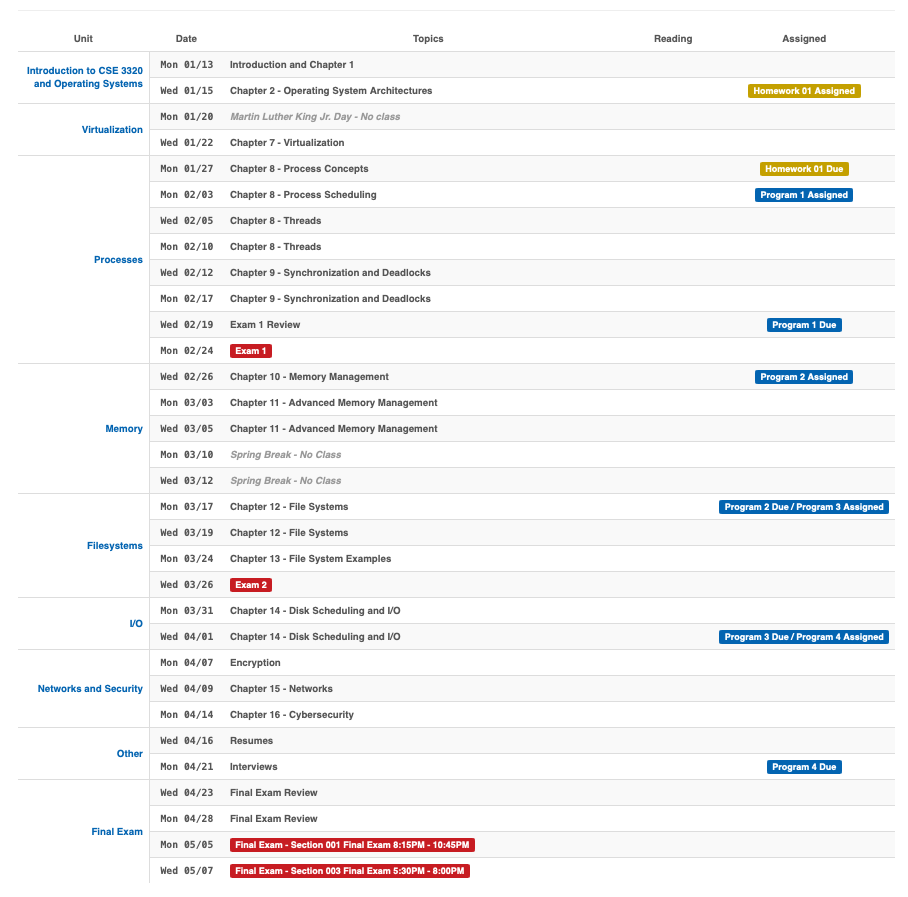 Unit Date Topics Reading Assigned
Introduction to CSE 3320
and Operating Systems
Mon 01/13 Introduction and Chapter 1
Wed 01/15 Chapter 2 - Operating System Architectures Homework 01 Assigned
Virtualization
Mon 01/20 Martin Luther King Jr. Day - No class
Wed 01/22 Chapter 7 - Virtualization
Processes
Mon 01/27 Chapter 8 - Process Concepts Homework 01 Due
Mon 02/03 Chapter 8 - Process Scheduling Program 1 Assigned
Wed 02/05 Chapter 8 - Threads
Mon 02/10 Chapter 8 - Threads
Wed 02/12 Chapter 9 - Synchronization and Deadlocks
Mon 02/17 Chapter 9 - Synchronization and Deadlocks
Wed 02/19 Exam 1 Review Program 1 Due
Mon 02/24 Exam 1
Memory
Wed 02/26 Chapter 10 - Memory Management Program 2 Assigned
Mon 03/03 Chapter 11 - Advanced Memory Management
Wed 03/05 Chapter 11 - Advanced Memory Management
Mon 03/10 Spring Break - No Class
Wed 03/12 Spring Break - No Class
Filesystems
Mon 03/17 Chapter 12 - File Systems Program 2 Due / Program 3 Assigned
Wed 03/19 Chapter 12 - File Systems
Mon 03/24 Chapter 13 - File System Examples
Wed 03/26 Exam 2
I/O
Mon 03/31 Chapter 14 - Disk Scheduling and I/O
Wed 04/01 Chapter 14 - Disk Scheduling and I/O Program 3 Due / Program 4 Assigned
Networks and Security
Mon 04/07 Encryption
Wed 04/09 Chapter 15 - Networks
Mon 04/14 Chapter 16 - Cybersecurity
Other
Wed 04/16 Resumes
Mon 04/21 Interviews Program 4 Due
Final Exam
Wed 04/23 Final Exam Review
Mon 04/28 Final Exam Review
Mon 05/05 Final Exam - Section 001 Final Exam 8:15PM - 10:45PM
Wed 05/07 Final Exam - Section 003 Final Exam 5:30PM - 8:00PM